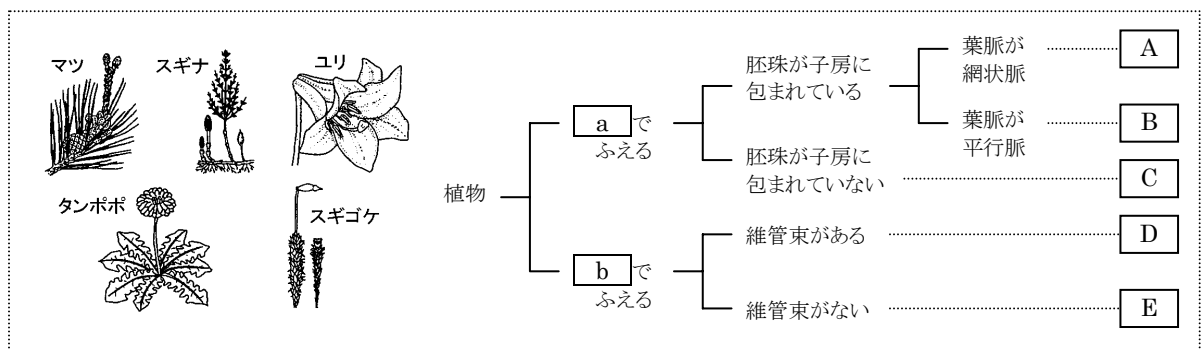 マツ
スギナ
ユリ
タンポポ
スギゴケ
植物
a で
ふえる
胚珠が子房に
包まれている
葉脈が
網状脈
A
葉脈が
平行脈
B
胚珠が子房に
包まれていない
C
b で
ふえる
維管束がある
D
維管束がない
E